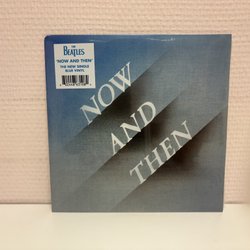 THE
BEATLES
'NOW AND THEN'
THE NEW SINGLE
BLUE VINYL
NOW
AND
THEN